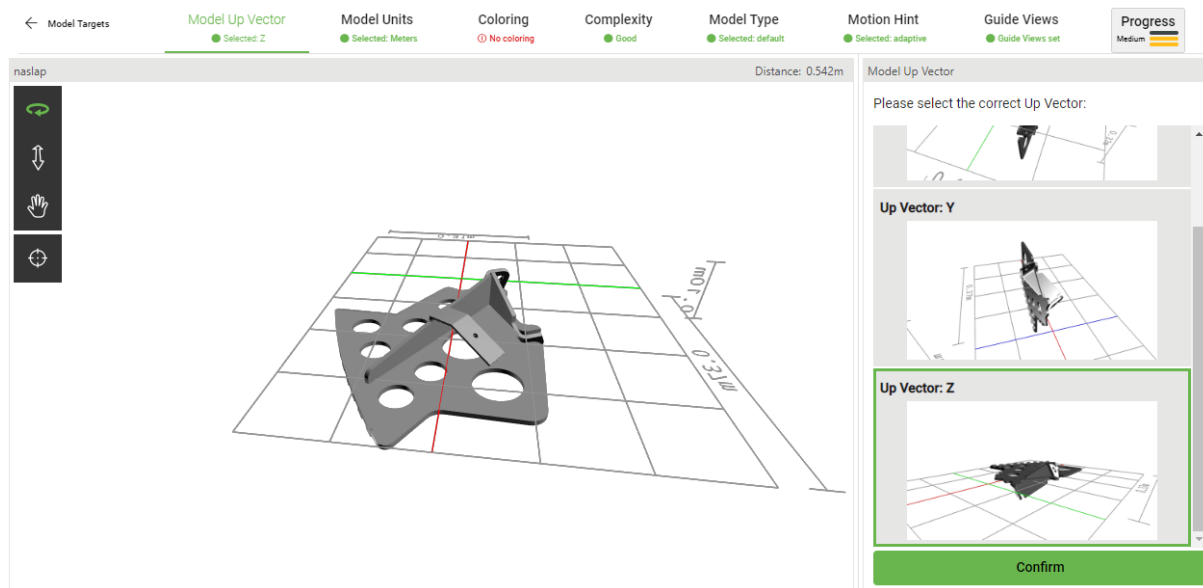 Model Targets
Model Up Vector
Selected: Z
Model Units
Selected: Meters
Coloring
No coloring
Complexity
Good
Model Type
Selected: default
Motion Hint
Selected: adaptive
Guide Views
Guide Views set
Progress
Medium
naslap
Distance: 0.542m
Model Up Vector
Please select the correct Up Vector:
Up Vector: Y
Up Vector: Z
Confirm